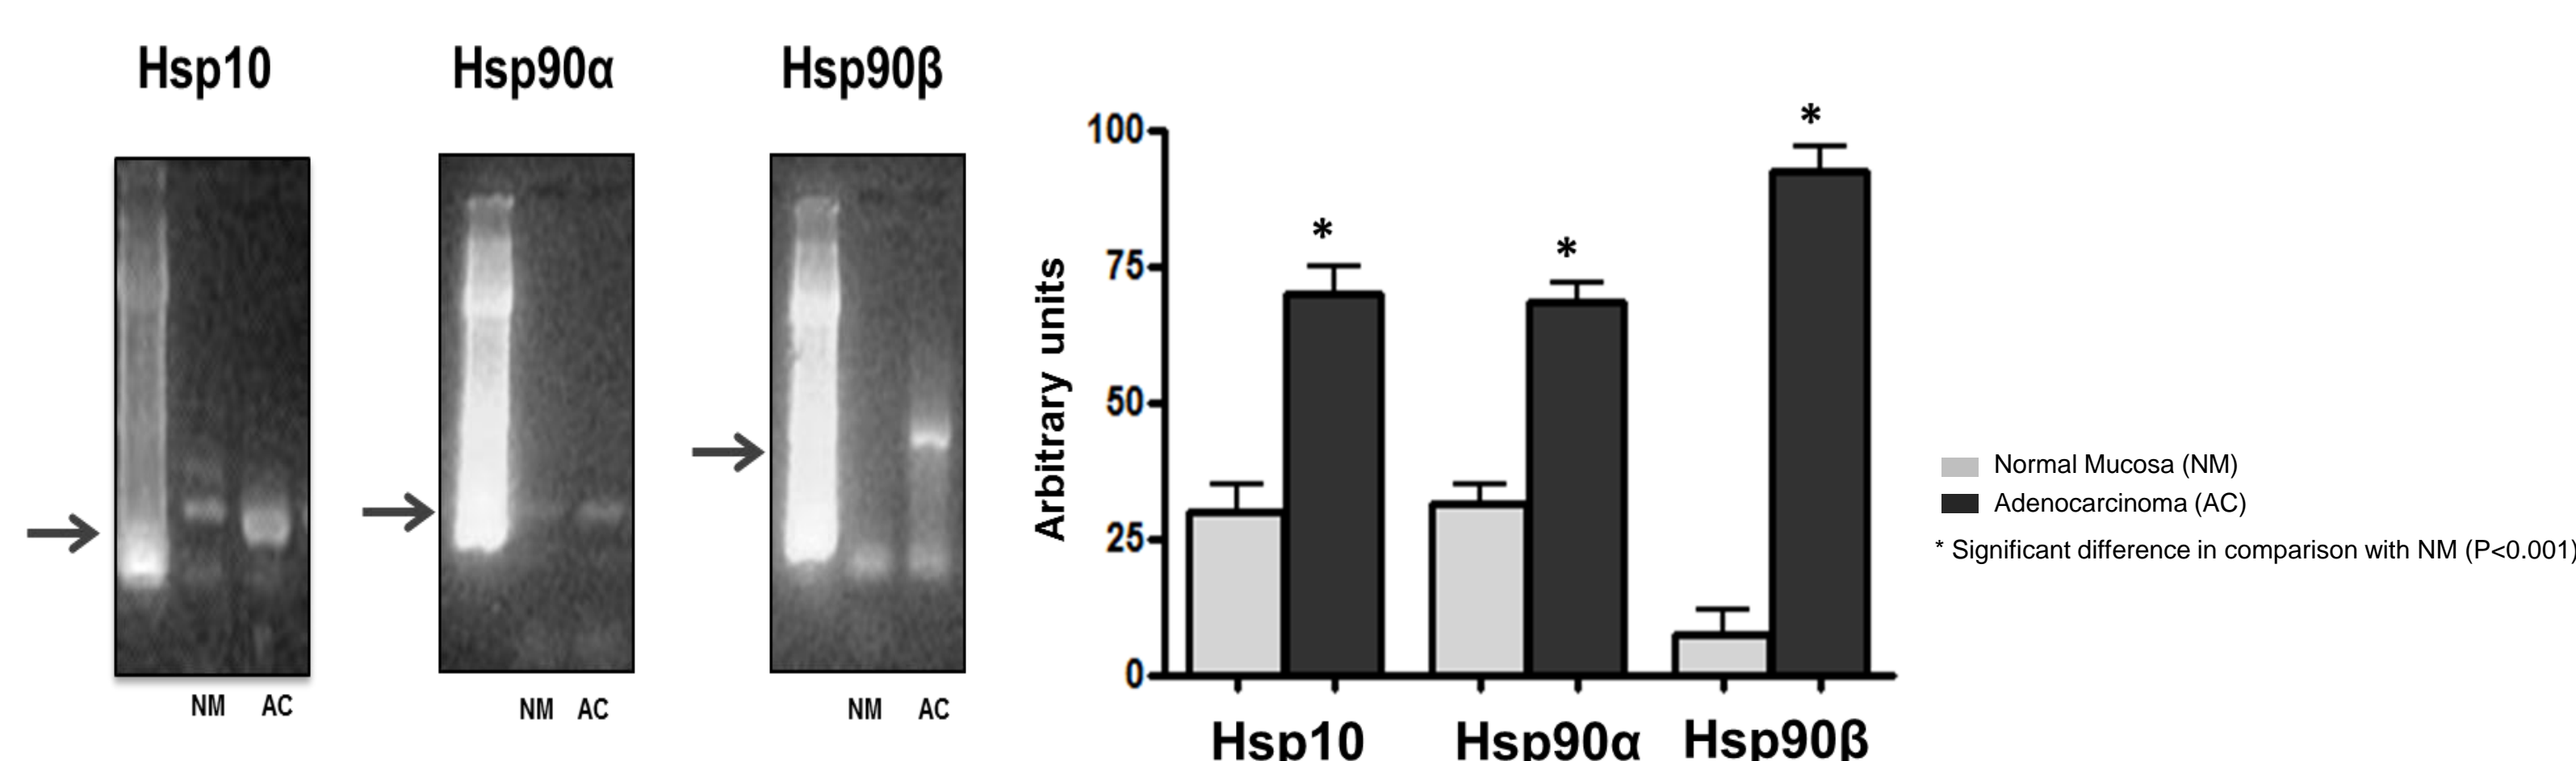 Hsp10
Hsp90α
Hsp90β
NM AC
NM AC
NM AC
Arbitrary units
100
75
50
25
0
*
*
*
Hsp10
Hsp90α
Hsp90β
Normal Mucosa (NM)
Adenocarcinoma (AC)
* Significant difference in comparison with NM (P<0.001)